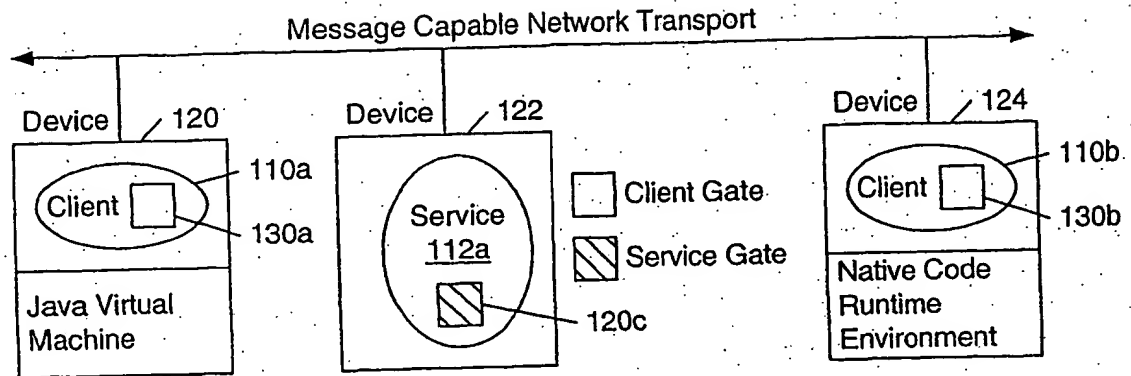 Message Capable Network Transport
Device
120
Client
110a
130a
Java Virtual
Machine
Device
122
Service
112a
120c
Client Gate
Service Gate
Device
124
Client
110b
130b
Native Code
Runtime
Environment